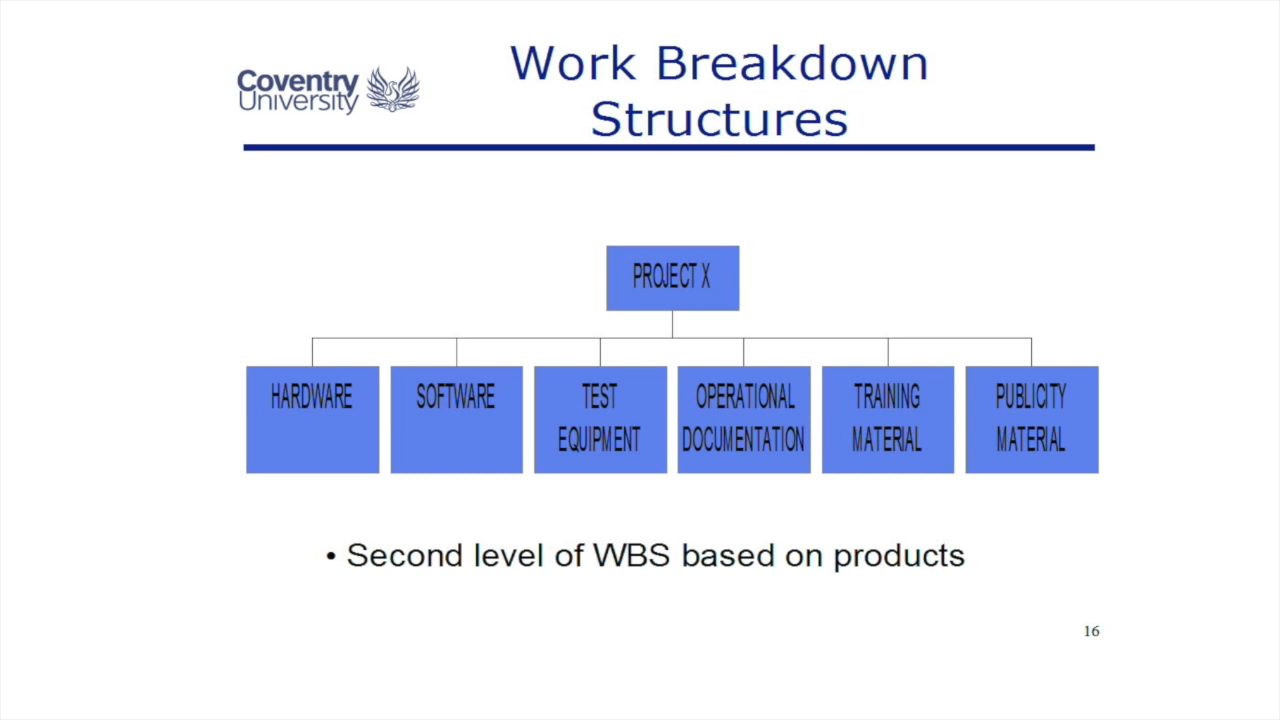 Coventry
University
Work Breakdown
Structures
PROJECT X
HARDWARE
SOFTWARE
TEST
EQUIPMENT
OPERATIONAL
DOCUMENTATION
TRAINING
MATERIAL
PUBLICITY
MATERIAL
• Second level of WBS based on products
16